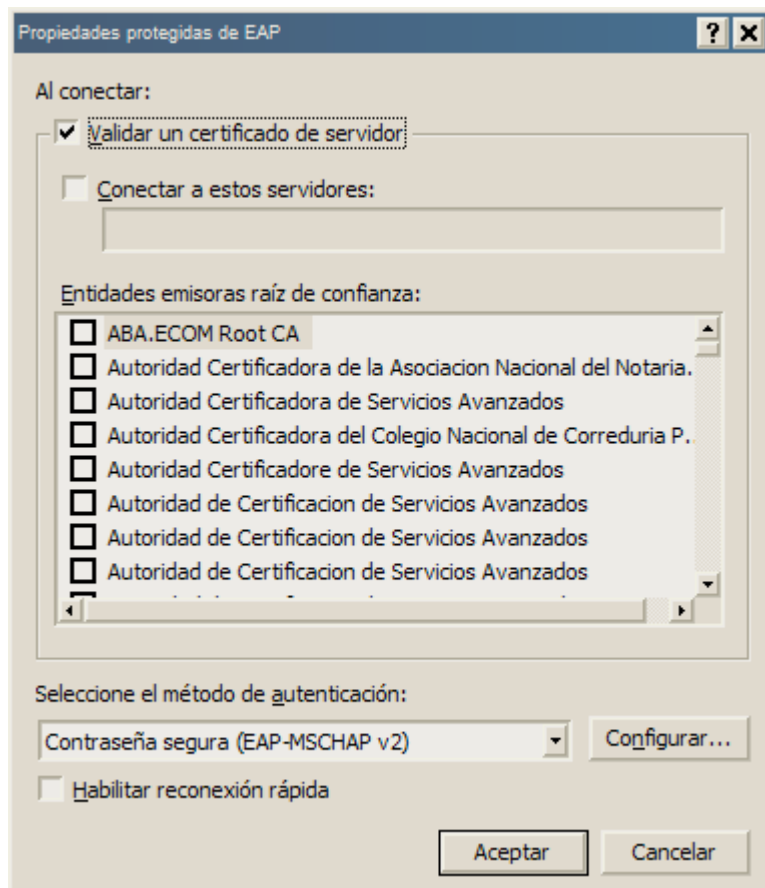 Propiedades protegidas de EAP
Al conectar:
Validar un certificado de servidor
Conectar a estos servidores:
Entidades emisoras raíz de confianza:
ABA.ECOM Root CA
Autoridad Certificadora de la Asociacion Nacional del Notaria.
Autoridad Certificadora de Servicios Avanzados
Autoridad Certificadora del Colegio Nacional de Correduria P.
Autoridad Certificadore de Servicios Avanzados
Autoridad de Certificacion de Servicios Avanzados
Autoridad de Certificacion de Servicios Avanzados
Autoridad de Certificacion de Servicios Avanzados
Seleccione el método de autenticación:
Contraseña segura (EAP-MSCHAP v2)
Configurar...
Habilitar reconexión rápida
Aceptar
Cancelar